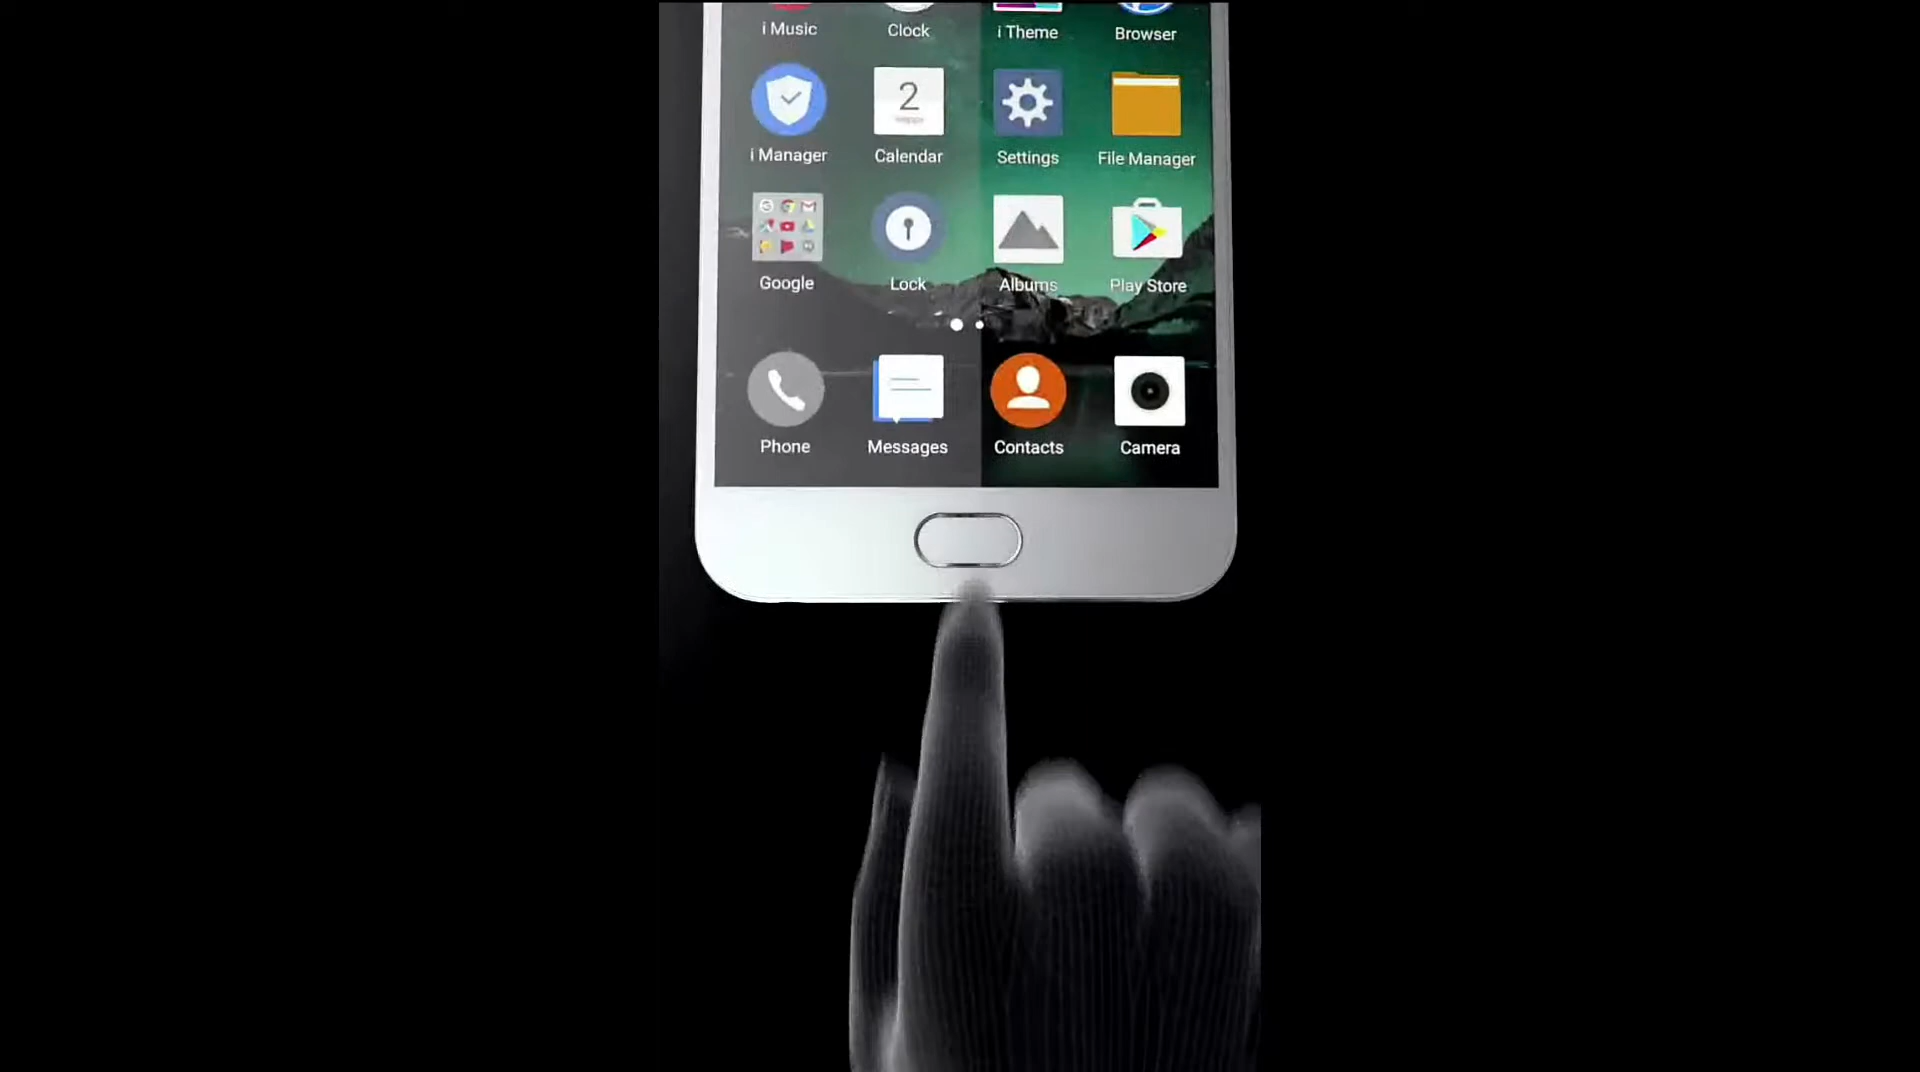 i Music Clock i Theme Browser
2
i Manager Calendar Settings File Manager
Google Lock Albums Play Store
Phone Messages Contacts Camera